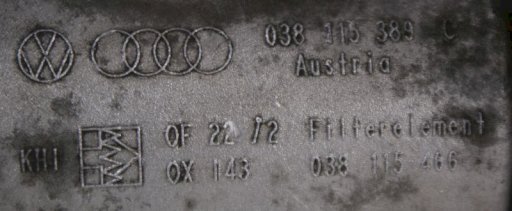 038 115 389 C
Austria
OF 22 /2 Filterelement
KH1
OX 143 038 115 466